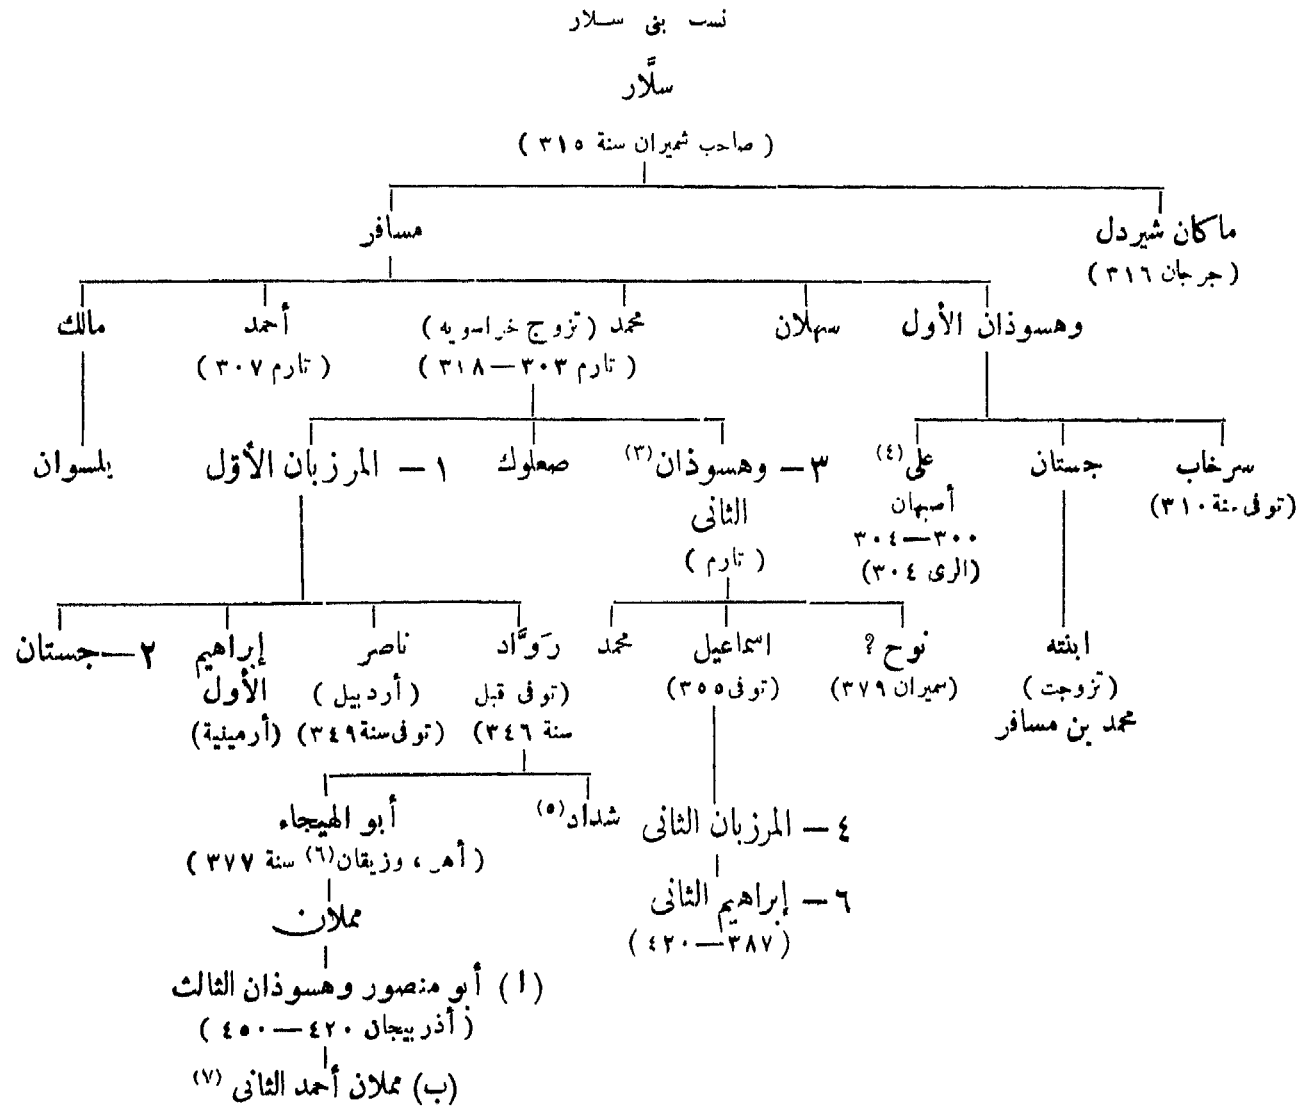 نسب بنى سلار
سلَّار
( صاحب شميران سنة ٣١٥ )
ماكان شيردل
( جرجان ٣١٦ )
مسافر
وهسوذان الأول
سهلان
محمد ( تزوج خراسويه )
( تارم ٣٠٣ — ٣١٨ )
أحمد
( تارم ٣٠٧ )
مالك
سرخاب
(توفى سنة ٣١٠)
جستان
على (٤)
أصبهان
٣٠٠ — ٣٠٤
(الرى ٣٠٤)
٣ — وهسوذان (٣)
الثانى
( تارم )
صعلوك
١ — المرزبان الأوّل
بلسوان
ابنته
( تزوجت )
محمد بن مسافر
نوح ؟
(سميران ٣٧٩)
اسماعيل
(توفى ٣٥٥)
محمد
رَوَّاد
(توفى قبل
سنة ٣٤٦)
ناصر
( أردبيل )
(توفى سنة ٣٤٩)
إبراهيم
الأول
(أرمينية)
٢ — جستان
شداد (٥)
أبو الهيجاء
( أهر ، وزيقان (٦) سنة ٣٧٧ )
٤ — المرزبان الثانى
٦ — إبراهيم الثانى
( ٣٨٧ — ٤٢٠ )
مملان
( ا ) أبو منصور وهسوذان الثالث
( أذربيجان ٤٢٠ — ٤٥٠ )
(ب) مملان أحمد الثانى (٧)